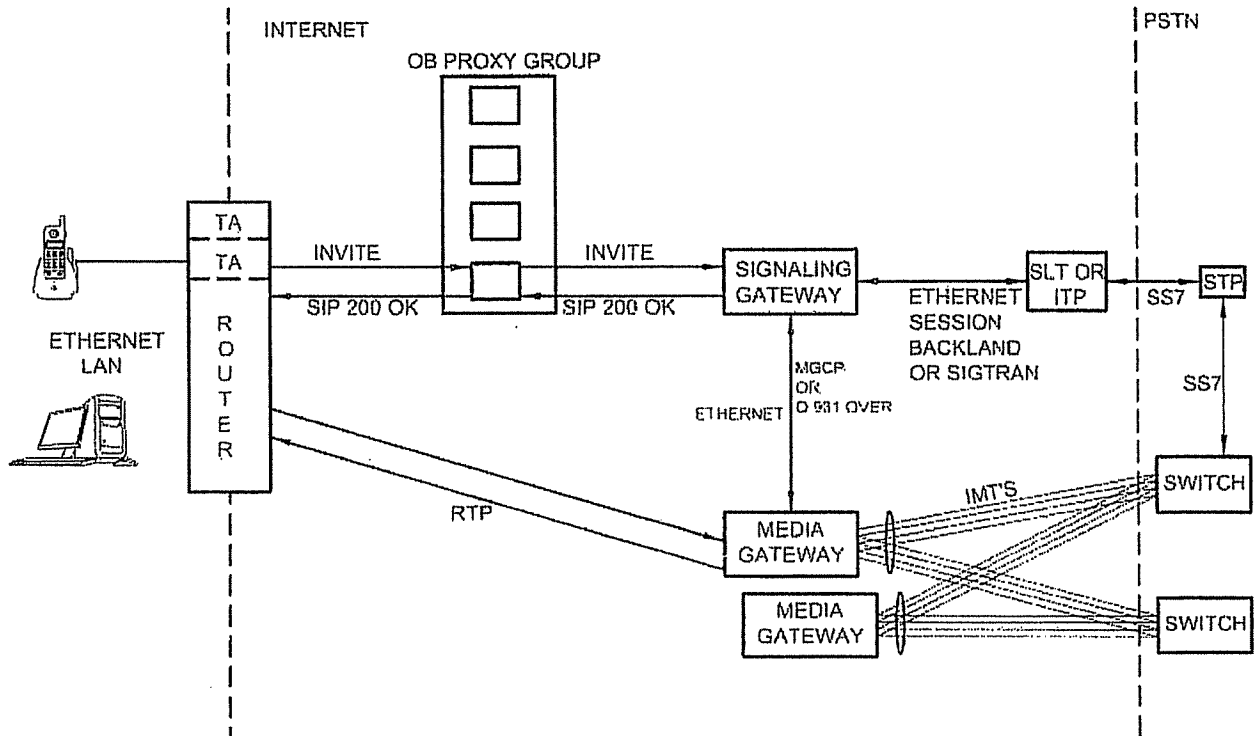 INTERNET
PSTN
OB PROXY GROUP
TA
TA
ROUTER
INVITE
INVITE
SIP 200 OK
SIP 200 OK
SIGNALING
GATEWAY
SLT OR
ITP
SS7
STP
ETHERNET
SESSION
BACKLAND
OR SIGTRAN
ETHERNET
LAN
MGCP
OR
Q 931 OVER
ETHERNET
SS7
SWITCH
IMT'S
RTP
MEDIA
GATEWAY
MEDIA
GATEWAY
SWITCH